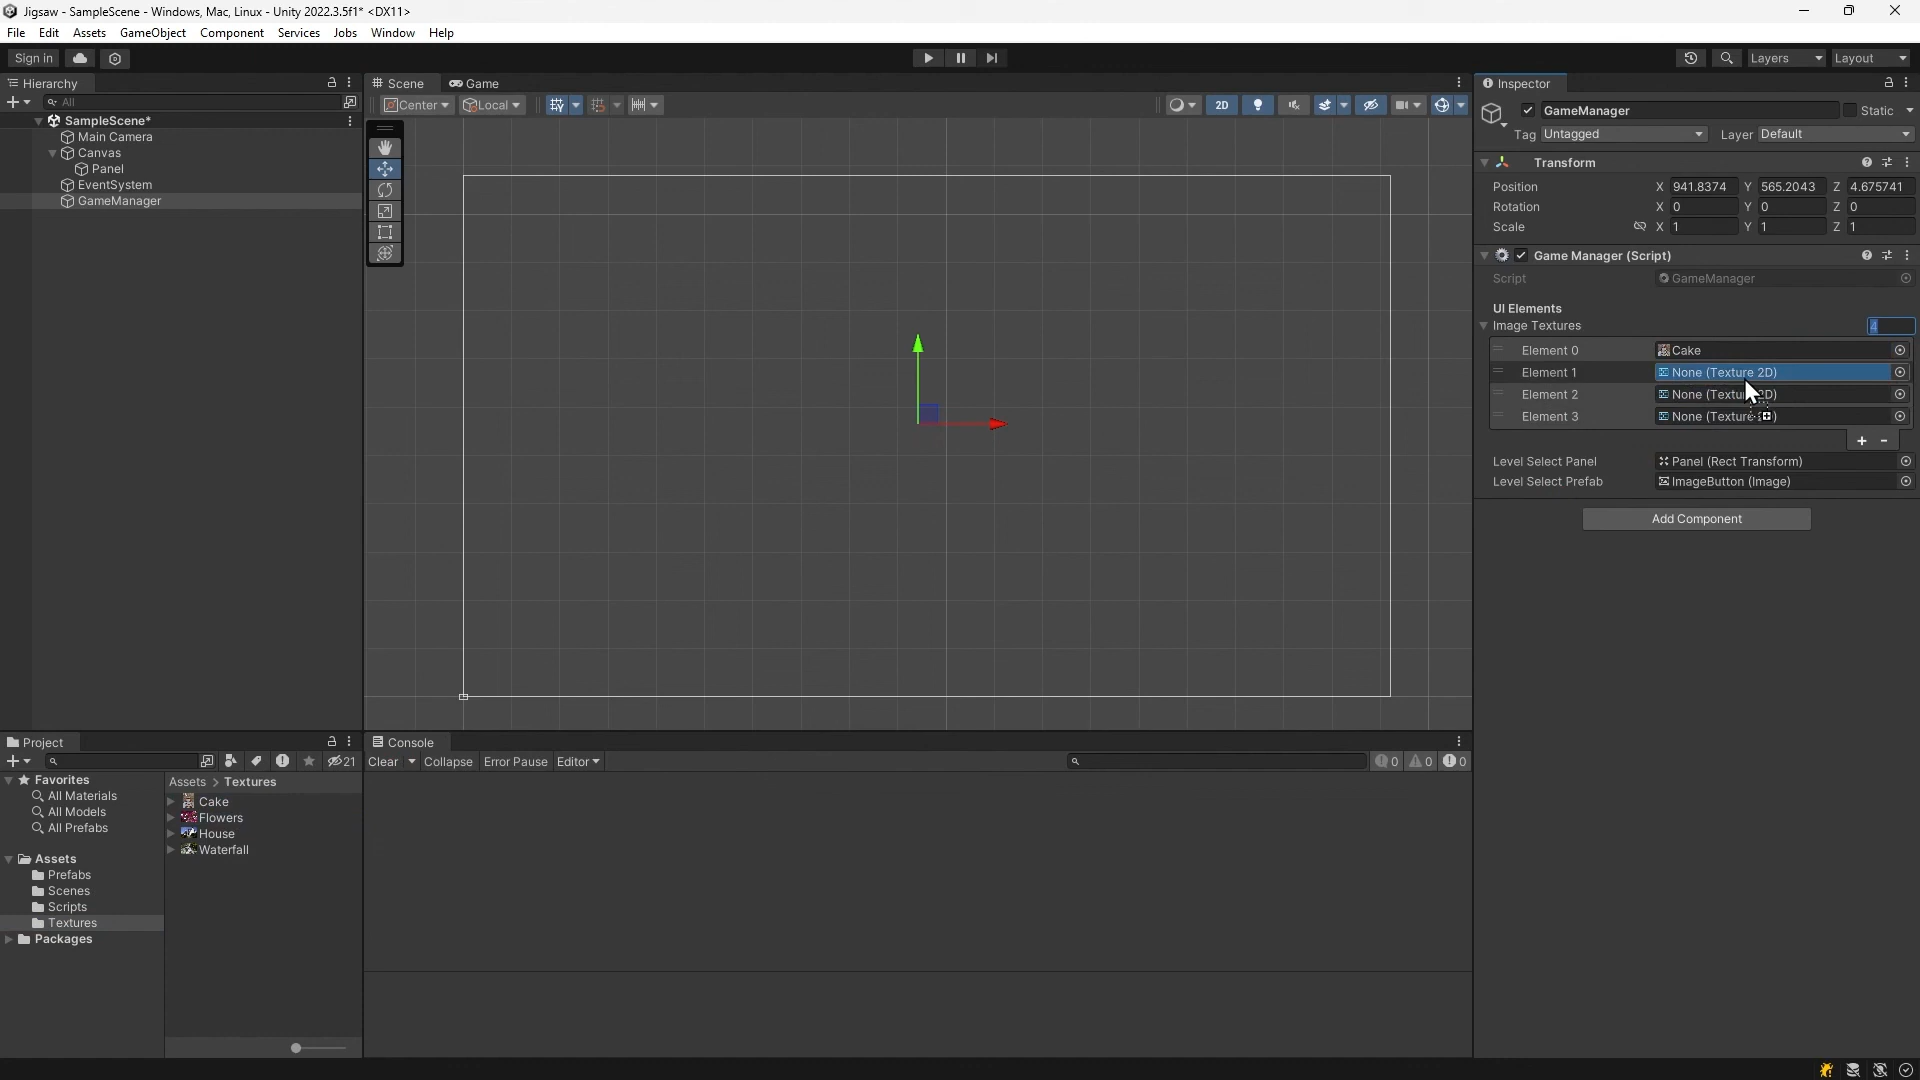 Jigsaw - SampleScene - Windows, Mac, Linux - Unity 2022.3.5f1* <DX11>
File Edit Assets GameObject Component Services Jobs Window Help
Sign in
Layers
Layout
Hierarchy
All
SampleScene*
Main Camera
Canvas
Panel
EventSystem
GameManager
Scene
Game
Center
Local
2D
Inspector
GameManager
Static
Tag Untagged
Layer Default
Transform
Position X 941.8374 Y 565.2043 Z 4.675741
Rotation X 0 Y 0 Z 0
Scale X 1 Y 1 Z 1
Game Manager (Script)
Script GameManager
UI Elements
Image Textures 4
Element 0 Cake
Element 1 None (Texture 2D)
Element 2 None (Textu 2D)
Element 3 None (Texture
Level Select Panel Panel (Rect Transform)
Level Select Prefab ImageButton (Image)
Add Component
Project
21
Favorites
All Materials
All Models
All Prefabs
Assets
Prefabs
Scenes
Scripts
Textures
Packages
Assets > Textures
Cake
Flowers
House
Waterfall
Console
Clear Collapse Error Pause Editor
0 0 0